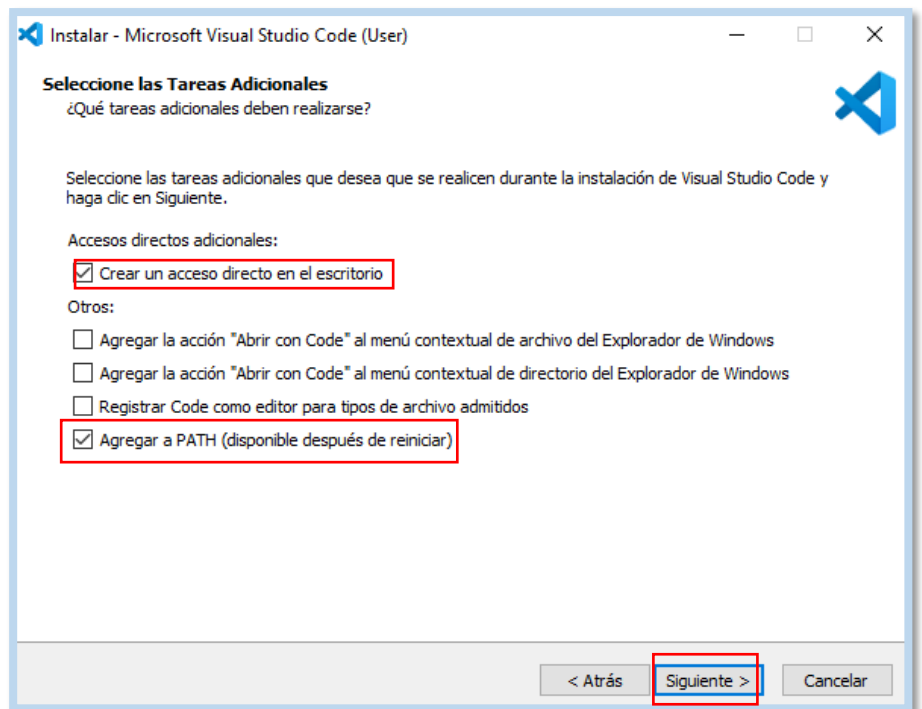 Instalar - Microsoft Visual Studio Code (User)
Seleccione las Tareas Adicionales
¿Qué tareas adicionales deben realizarse?
Seleccione las tareas adicionales que desea que se realicen durante la instalación de Visual Studio Code y
haga clic en Siguiente.
Accesos directos adicionales:
Crear un acceso directo en el escritorio
Otros:
Agregar la acción "Abrir con Code" al menú contextual de archivo del Explorador de Windows
Agregar la acción "Abrir con Code" al menú contextual de directorio del Explorador de Windows
Registrar Code como editor para tipos de archivo admitidos
Agregar a PATH (disponible después de reiniciar)
< Atrás Siguiente > Cancelar